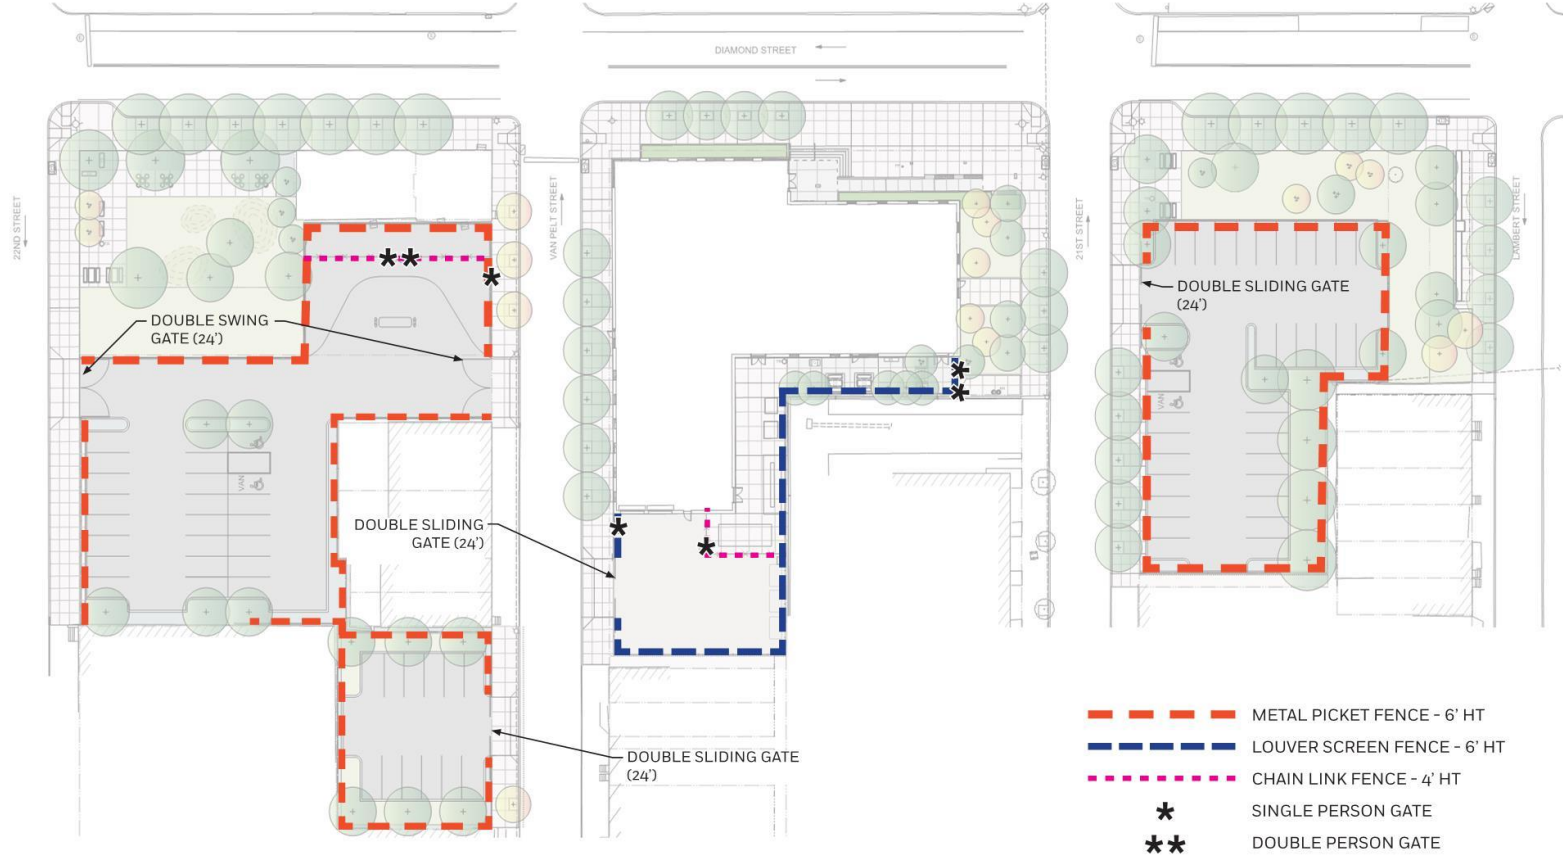 DIAMOND STREET
22ND STREET
VAN PELT STREET
21ST STREET
LAMBERT STREET
DOUBLE SWING
GATE (24')
DOUBLE SLIDING GATE
(24')
VAN
VAN
DOUBLE SLIDING
GATE (24')
DOUBLE SLIDING GATE
(24')
METAL PICKET FENCE - 6' HT
LOUVER SCREEN FENCE - 6' HT
CHAIN LINK FENCE - 4' HT
SINGLE PERSON GATE
DOUBLE PERSON GATE